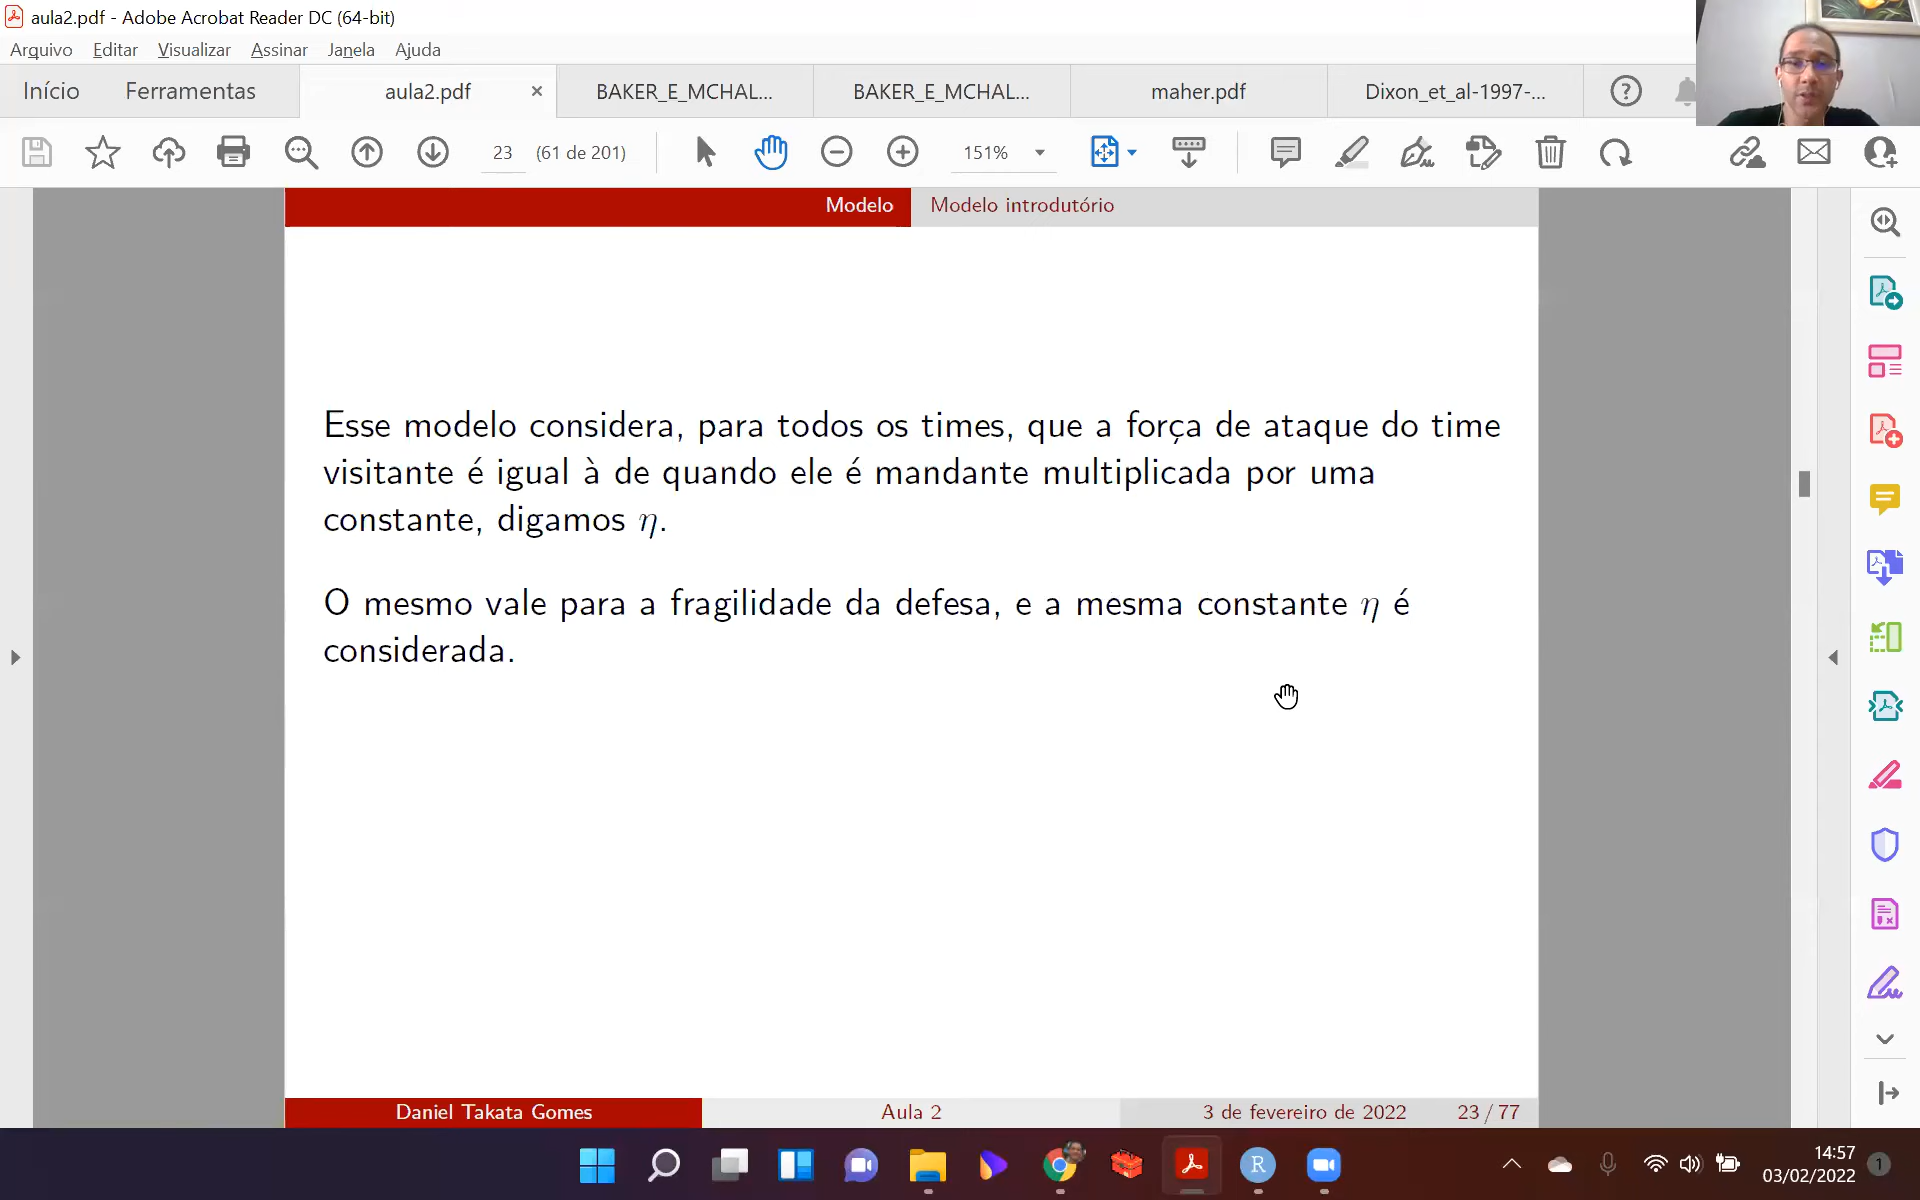 aula2.pdf - Adobe Acrobat Reader DC (64-bit)
Arquivo Editar Visualizar Assinar Janela Ajuda
Início Ferramentas aula2.pdf × BAKER_E_MCHAL... BAKER_E_MCHAL... maher.pdf Dixon_et_al-1997-...
23 (61 de 201) 151%
Modelo Modelo introdutório
Esse modelo considera, para todos os times, que a força de ataque do time
visitante é igual à de quando ele é mandante multiplicada por uma
constante, digamos η.
O mesmo vale para a fragilidade da defesa, e a mesma constante η é
considerada.
Daniel Takata Gomes Aula 2 3 de fevereiro de 2022 23 / 77
14:57
03/02/2022
1